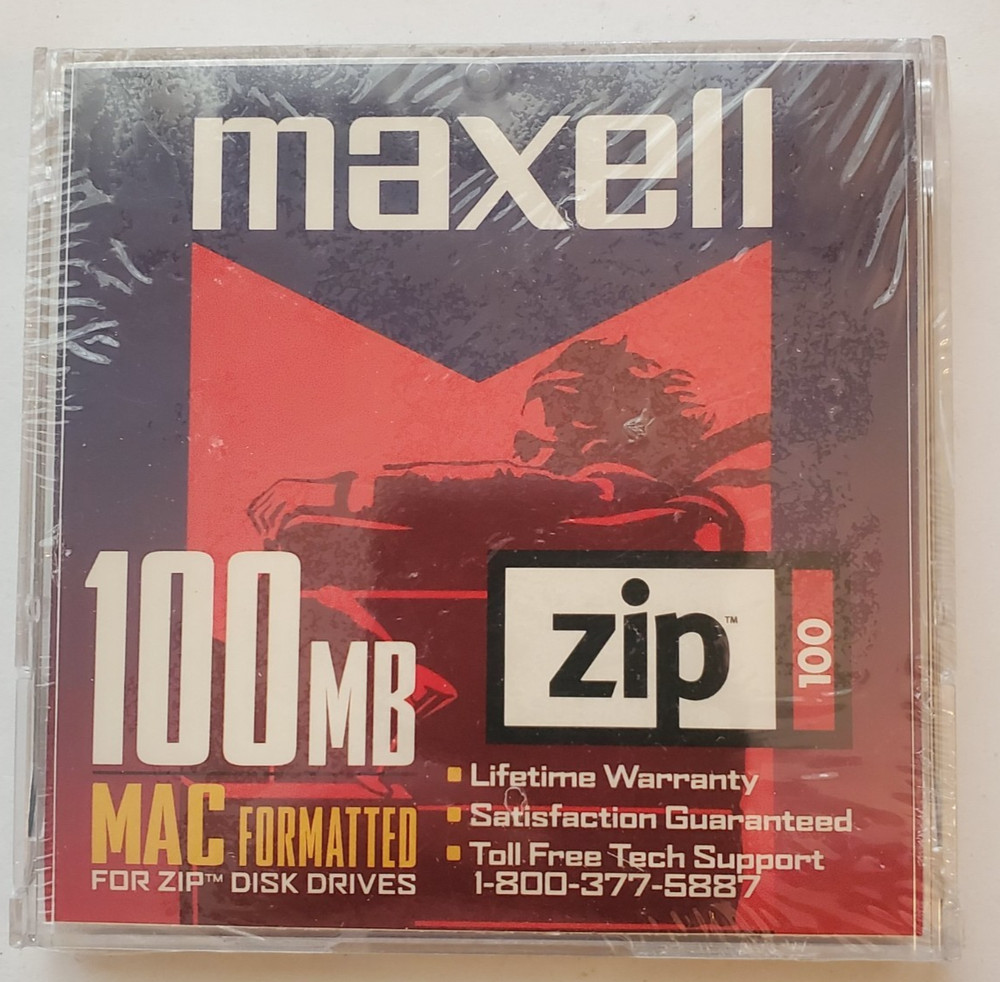 maxell
100MB
MAC FORMATTED
FOR ZIP™ DISK DRIVES
zip™
100
Lifetime Warranty
Satisfaction Guaranteed
Toll Free Tech Support
1-800-377-5887